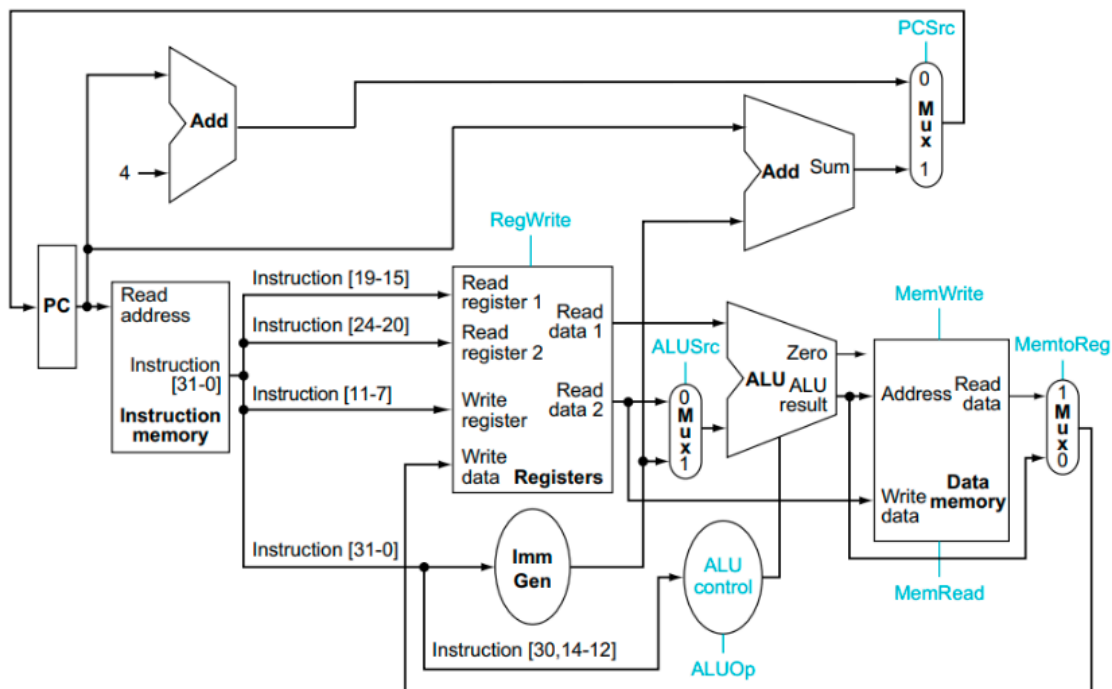 PCSrc
0
Mux
1
Add
4
Add Sum
RegWrite
Instruction [19-15]
Instruction [24-20]
Instruction [11-7]
Instruction [31-0]
Instruction [30,14-12]
PC
Read
address
Instruction
[31-0]
Instruction
memory
Read
register 1
Read
register 2
Write
register
Write
data
Read
data 1
Read
data 2
Registers
Imm
Gen
ALUSrc
0
Mux
1
Zero
ALU
ALU
result
ALU
control
ALUOp
MemWrite
Address
Read
data
Write
data
Data
memory
MemRead
MemtoReg
1
Mux
0